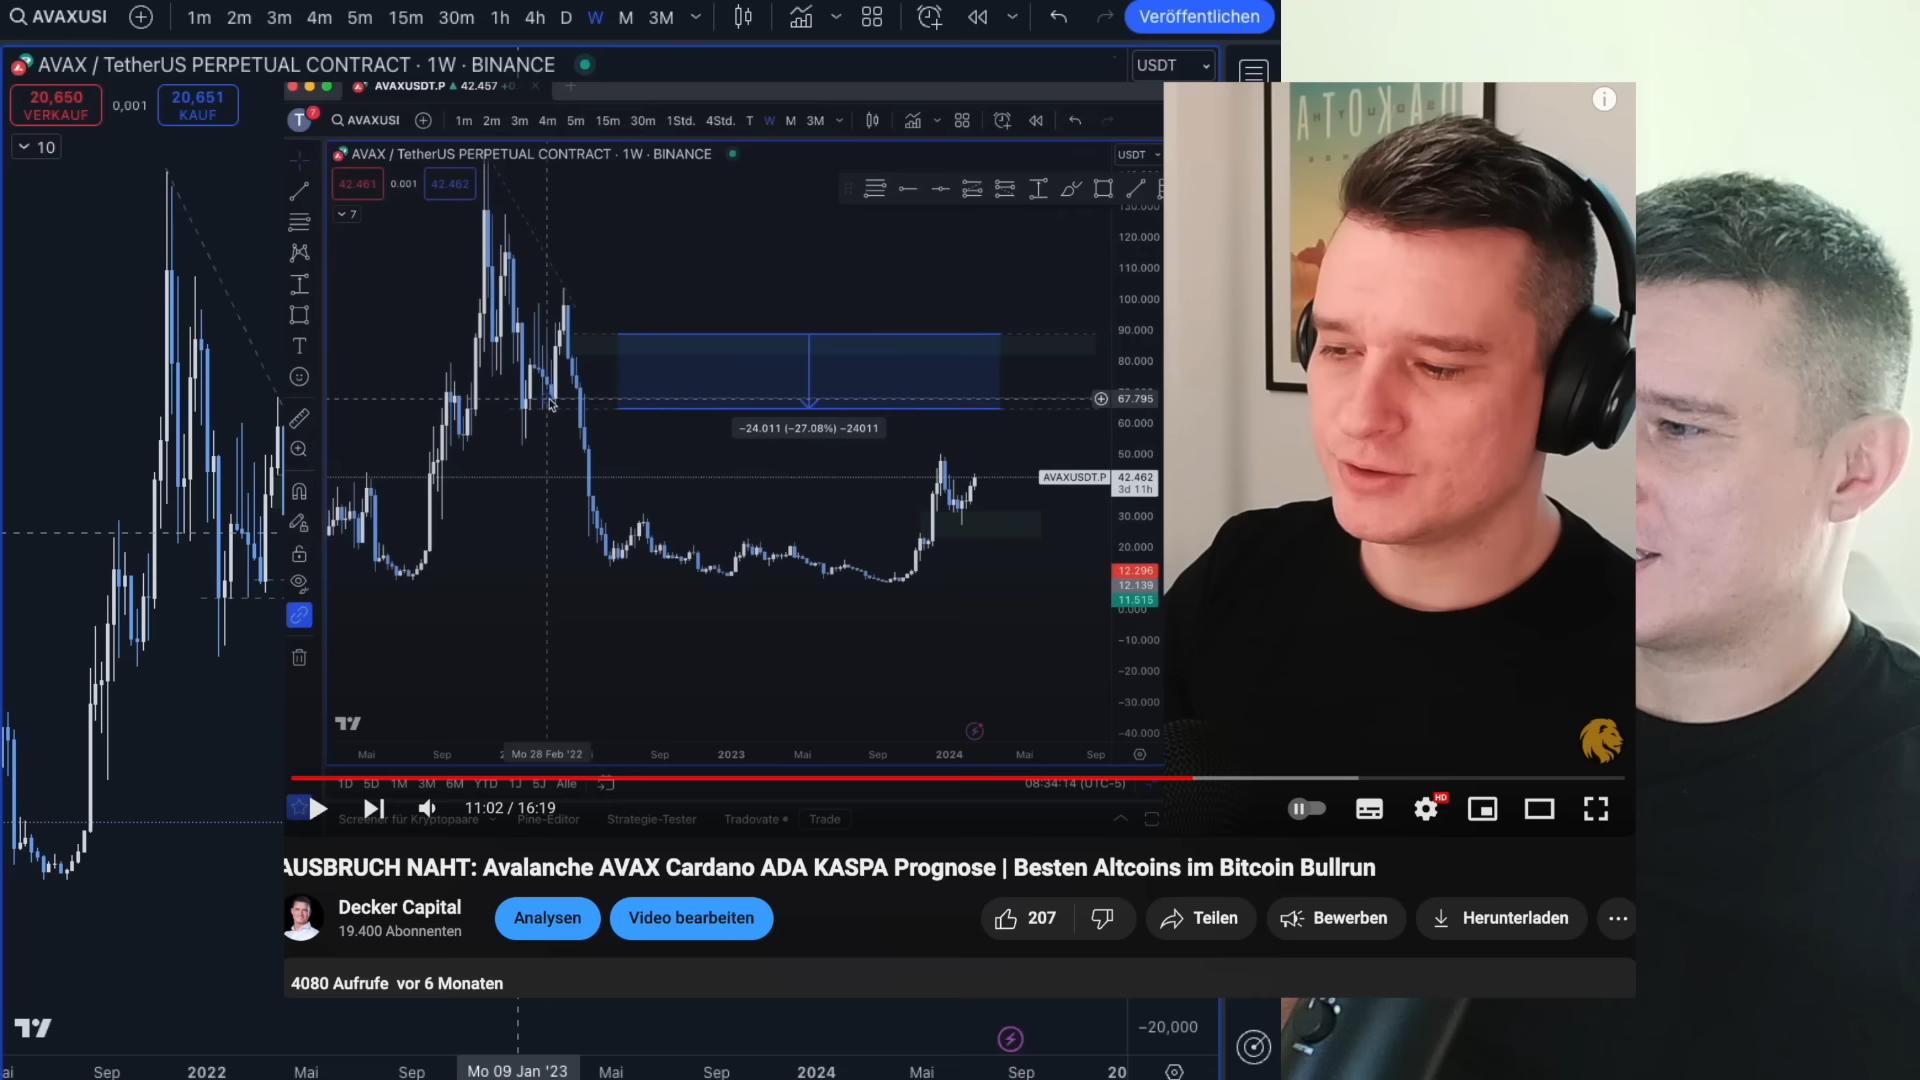 AVAXUSI 1m 2m 3m 4m 5m 15m 30m 1h 4h D W M 3M Veröffentlichen
AVAX / TetherUS PERPETUAL CONTRACT · 1W · BINANCE USDT
20,650 VERKAUF 0,001 20,651 KAUF
10
AVAXUSDT.P ▲ 42.457
T 7 AVAXUSI 1m 2m 3m 4m 5m 15m 30m 1Std. 4Std. T W M 3M
AVAX / TetherUS PERPETUAL CONTRACT · 1W · BINANCE USDT
42.461 0.001 42.462
7
130.000
120.000
110.000
100.000
90.000
80.000
67.795
60.000
−24.011 (−27.08%) −24011
50.000
AVAXUSDT.P 42.462
3d 11h
30.000
20.000
12.296
12.139
11.515
0.000
−10.000
−20.000
−30.000
−40.000
Mai Sep Mo 28 Feb '22 Sep 2023 Mai Sep 2024 Mai Sep
1D 5D 1M 3M 6M YTD 1J 5J Alle 08:34:14 (UTC-5)
Screener für Kryptopaare Pine-Editor Strategie-Tester Tradovate Trade
11:02 / 16:19 HD
DAKOTA
SOUTH
AUSBRUCH NAHT: Avalanche AVAX Cardano ADA KASPA Prognose | Besten Altcoins im Bitcoin Bullrun
Decker Capital
19.400 Abonnenten
Analysen Video bearbeiten 207 Teilen Bewerben Herunterladen
4080 Aufrufe vor 6 Monaten
−20,000
Sep 2022 Mai Sep Mo 09 Jan '23 Mai Sep 2024 Mai Sep 20